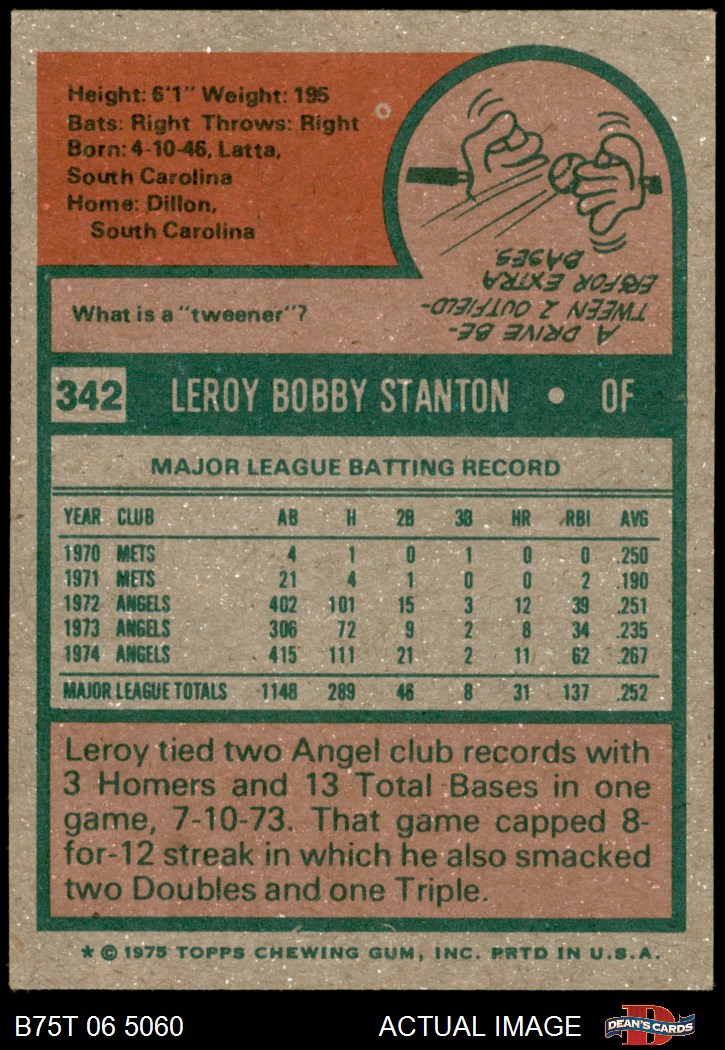 Height: 6'1" Weight: 195
Bats: Right Throws: Right
Born: 4-10-46, Latta,
South Carolina
Home: Dillon,
South Carolina
What is a "tweener"?
A DRIVE BE-
TWEEN 2 OUTFIELD-
ERS FOR EXTRA
BASES.
342 LEROY BOBBY STANTON • OF
MAJOR LEAGUE BATTING RECORD
YEAR CLUB AB H 2B 3B HR RBI AVG
1970 METS 4 1 0 1 0 0 .250
1971 METS 21 4 1 0 0 2 .190
1972 ANGELS 402 101 15 3 12 39 .251
1973 ANGELS 306 72 9 2 8 34 .235
1974 ANGELS 415 111 21 2 11 62 .267
MAJOR LEAGUE TOTALS 1148 289 46 8 31 137 .252
Leroy tied two Angel club records with
3 Homers and 13 Total Bases in one
game, 7-10-73. That game capped 8-
for-12 streak in which he also smacked
two Doubles and one Triple.
* © 1975 TOPPS CHEWING GUM, INC. PRTD IN U.S.A.
B75T 06 5060 ACTUAL IMAGE
D
DEAN'S CARDS